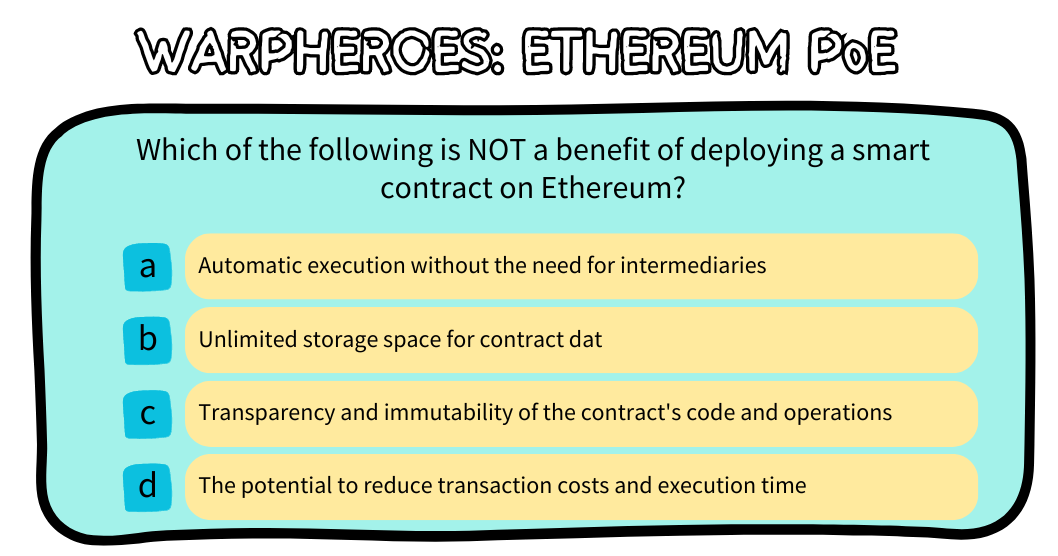 WARPHEROES: ETHEREUM PoE
Which of the following is NOT a benefit of deploying a smart
contract on Ethereum?
a Automatic execution without the need for intermediaries
b Unlimited storage space for contract dat
c Transparency and immutability of the contract's code and operations
d The potential to reduce transaction costs and execution time